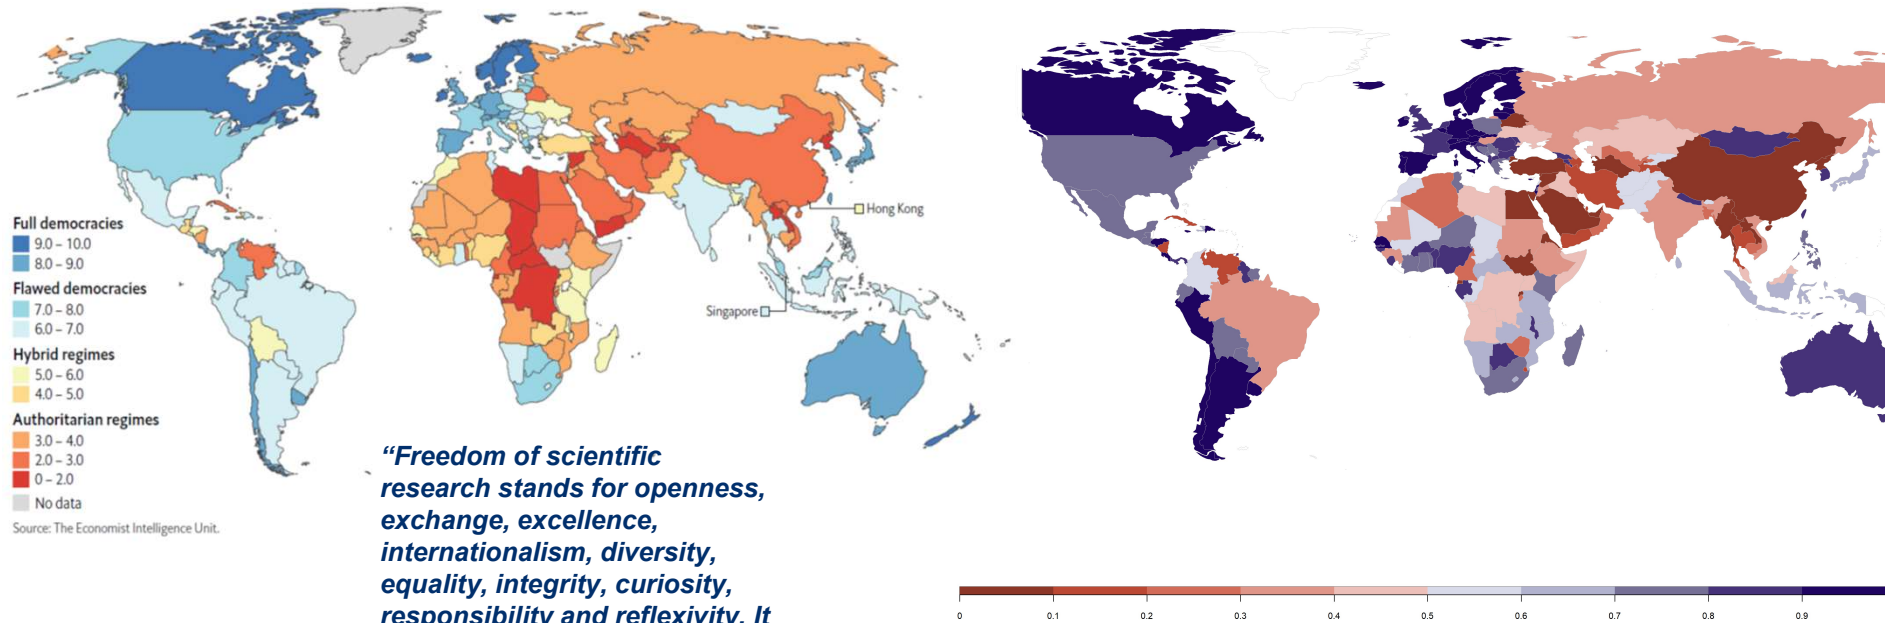 Full democracies
9.0 – 10.0
8.0 – 9.0
Flawed democracies
7.0 – 8.0
6.0 – 7.0
Hybrid regimes
5.0 – 6.0
4.0 – 5.0
Authoritarian regimes
3.0 – 4.0
2.0 – 3.0
0 – 2.0
No data
Source: The Economist Intelligence Unit.
Hong Kong
Singapore
“Freedom of scientific
research stands for openness,
exchange, excellence,
internationalism, diversity,
equality, integrity, curiosity,
responsibility and reflexivity. It
0 0.1 0.2 0.3 0.4 0.5 0.6 0.7 0.8 0.9